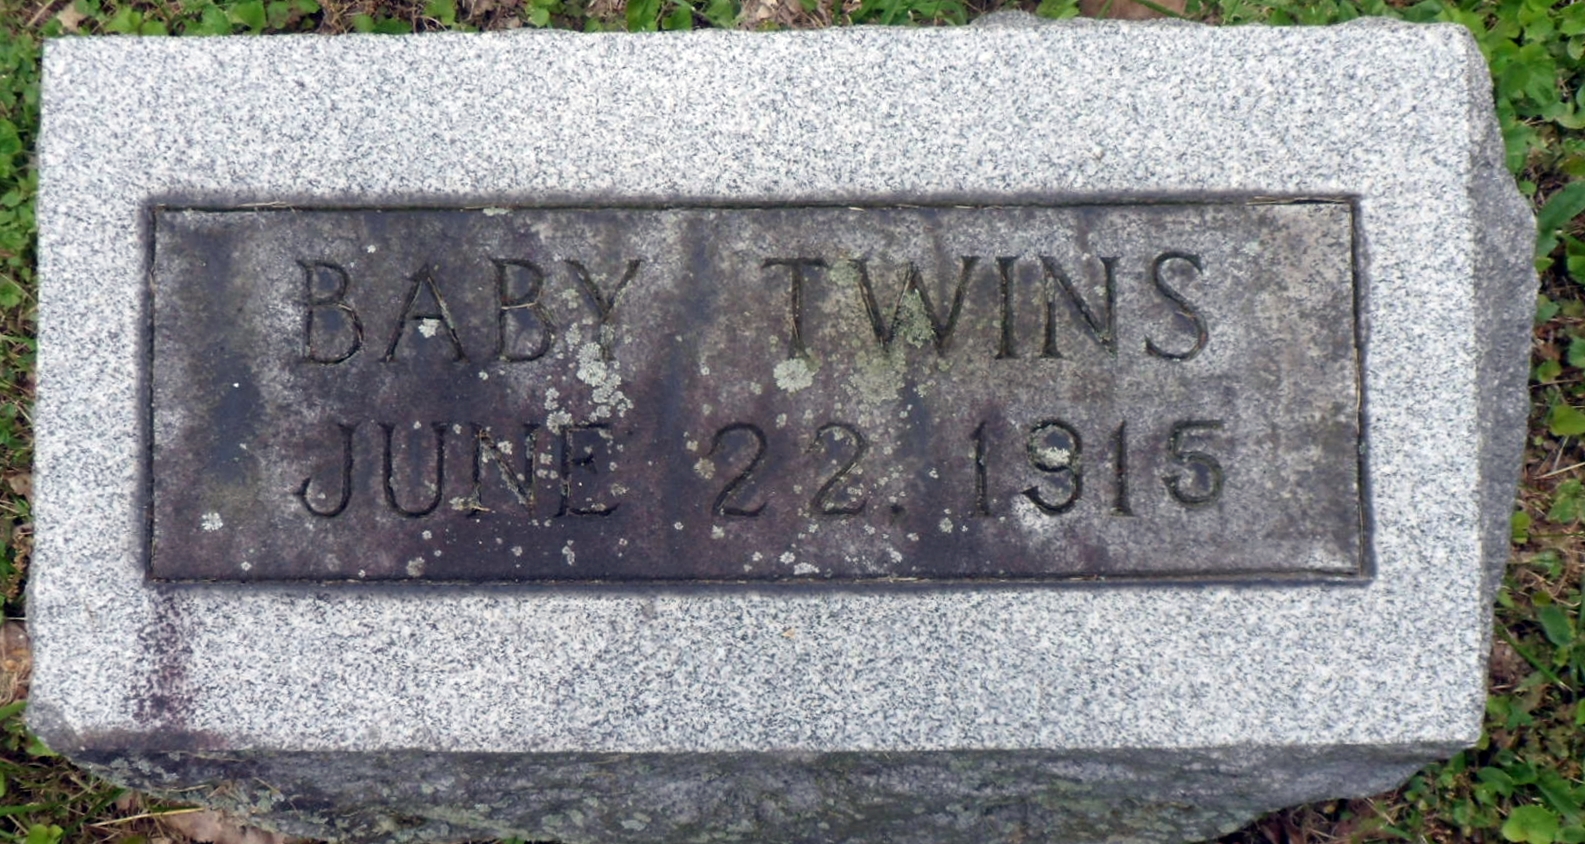 BABY TWINS
JUNE 22, 1915